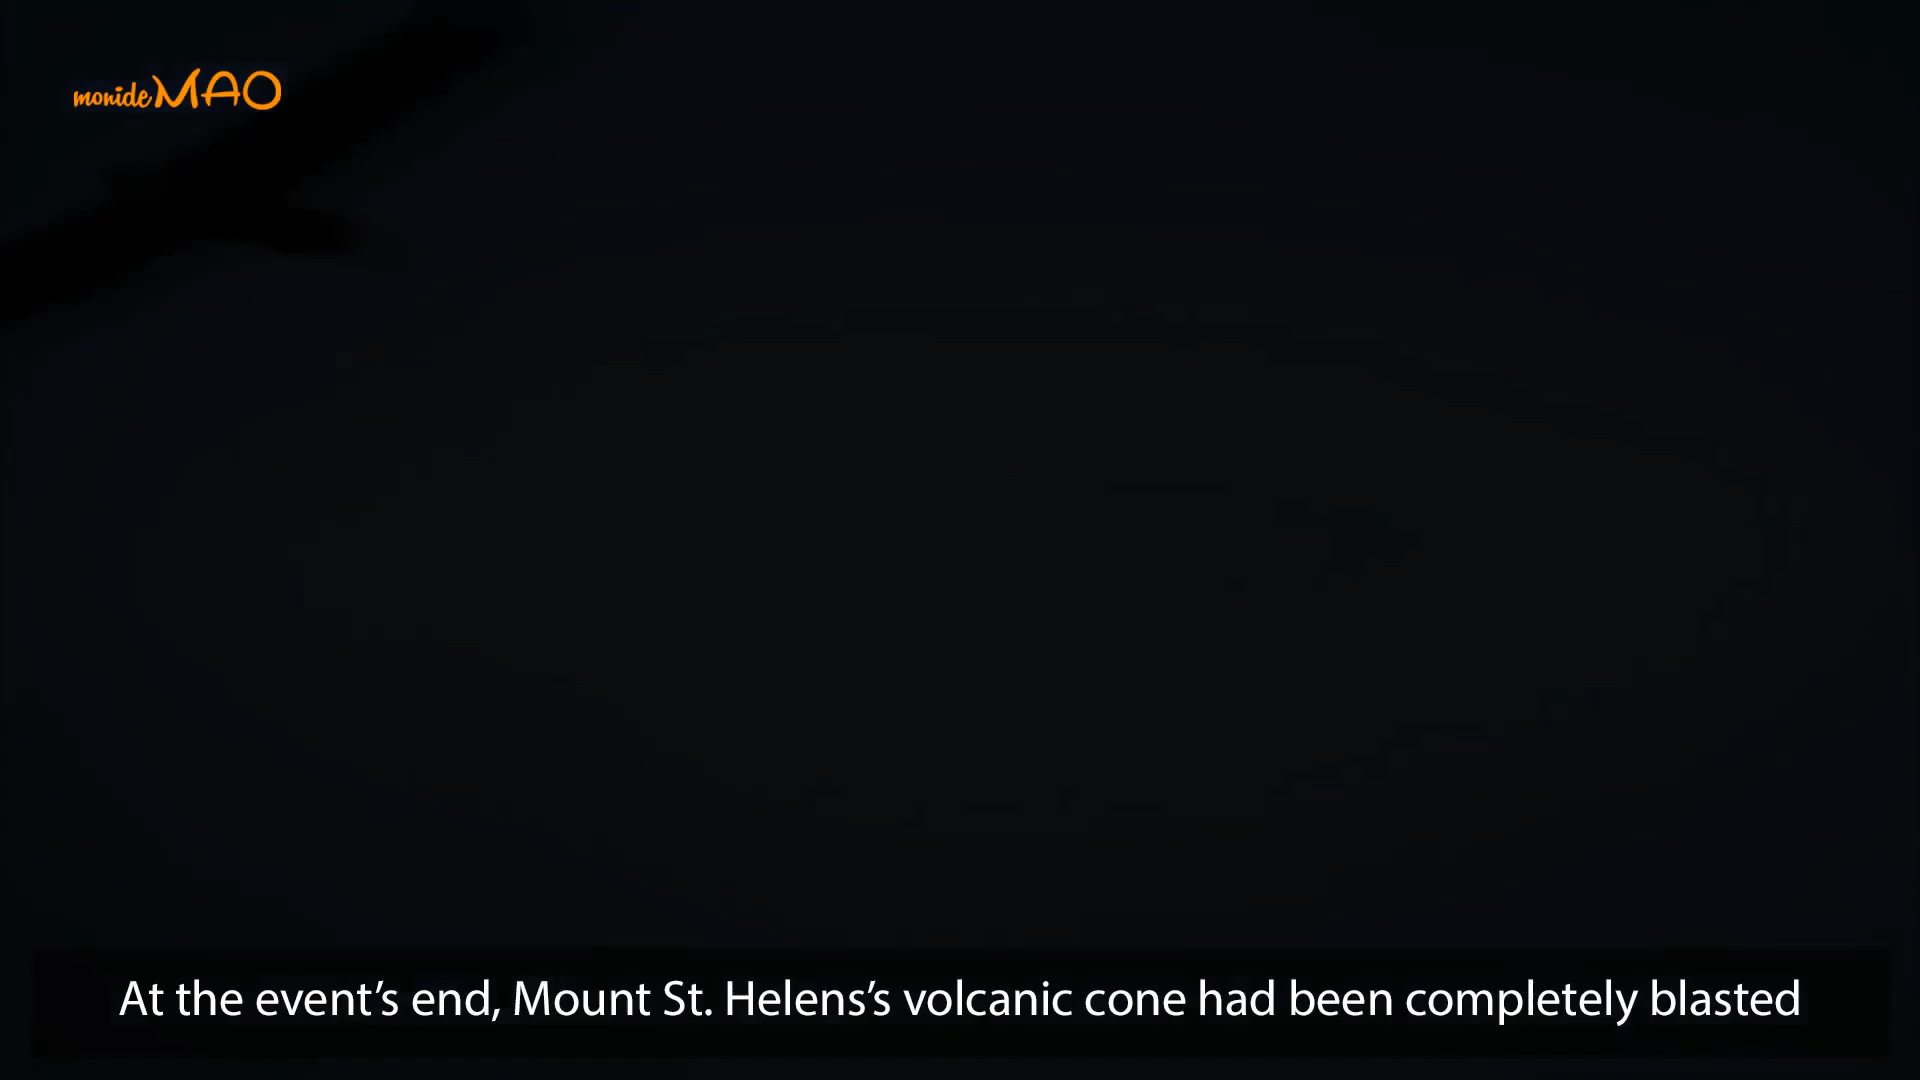 monideMAO
At the event’s end, Mount St. Helens’s volcanic cone had been completely blasted